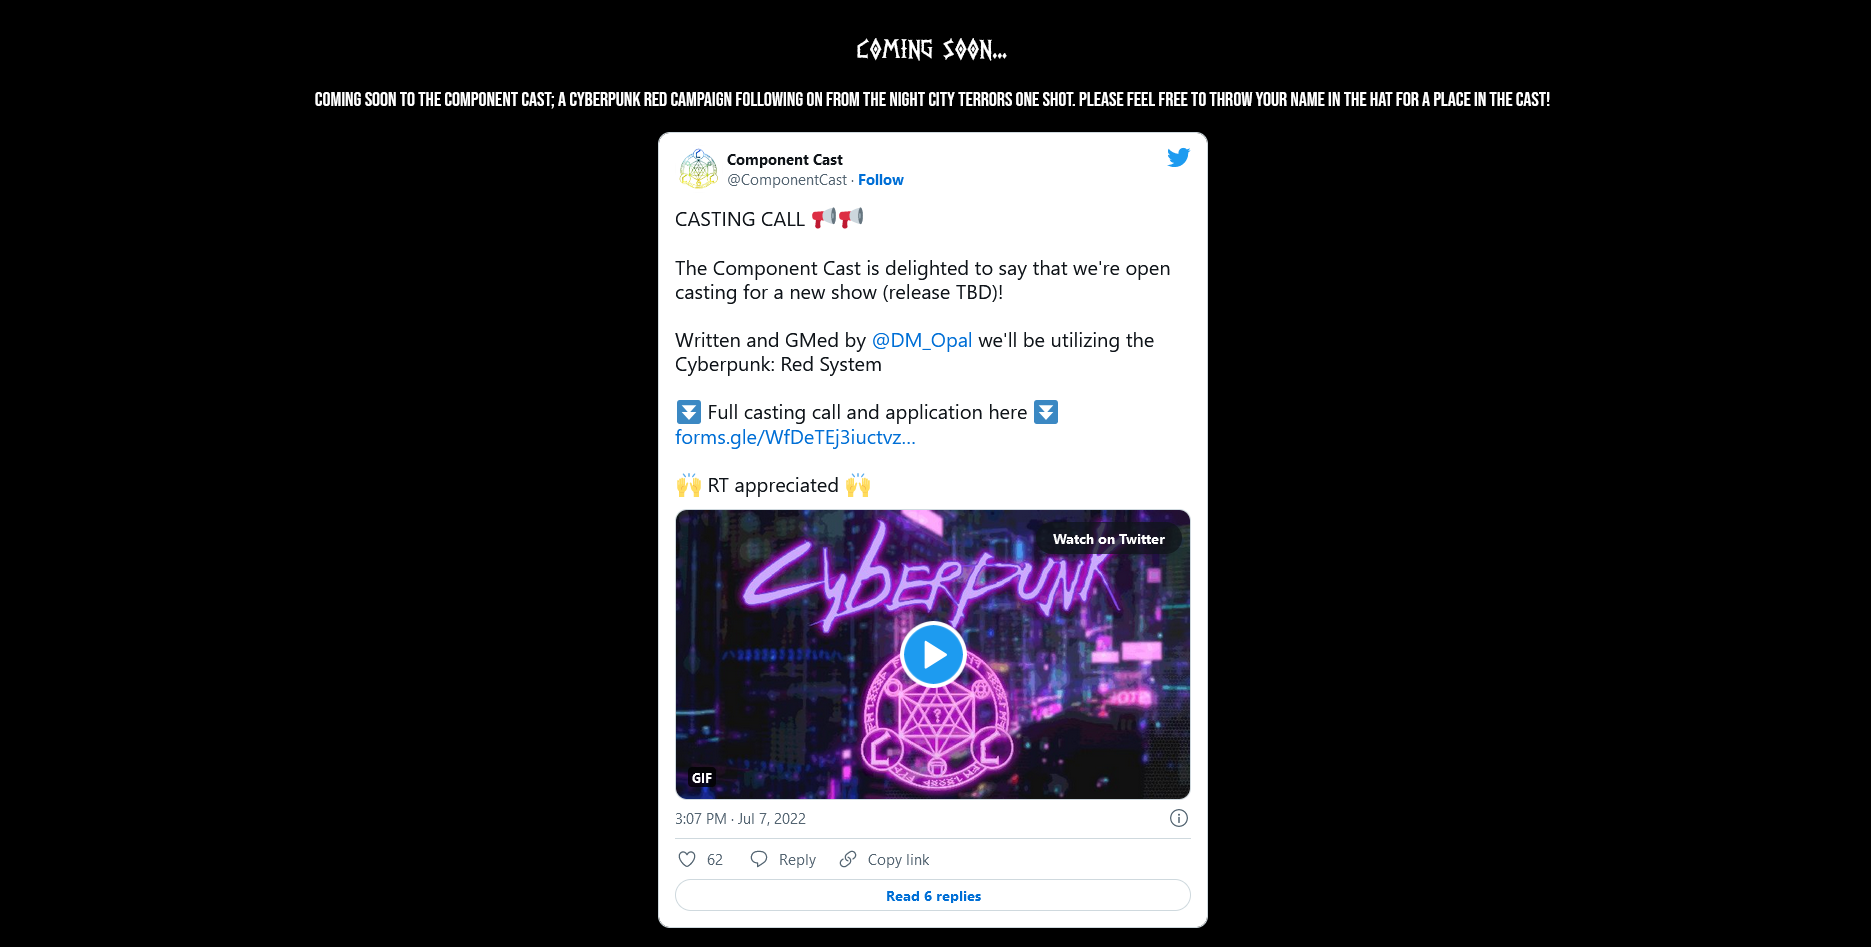 COMING SOON...
COMING SOON TO THE COMPONENT CAST; A CYBERPUNK RED CAMPAIGN FOLLOWING ON FROM THE NIGHT CITY TERRORS ONE SHOT. PLEASE FEEL FREE TO THROW YOUR NAME IN THE HAT FOR A PLACE IN THE CAST!
Component Cast
@ComponentCast · Follow
CASTING CALL 📢📢
The Component Cast is delighted to say that we're open
casting for a new show (release TBD)!
Written and GMed by @DM_Opal we'll be utilizing the
Cyberpunk: Red System
⏬ Full casting call and application here ⏬
forms.gle/WfDeTEj3iuctvz...
🙌 RT appreciated 🙌
Watch on Twitter
Cyberpunk
GIF
3:07 PM · Jul 7, 2022
62 Reply Copy link
Read 6 replies